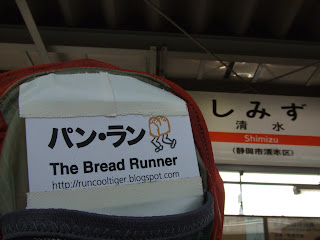 パン・ラン
The Bread Runner
http://runcooltiger.blogspot.com
しみず
清水
Shimizu
(静岡市清水区)